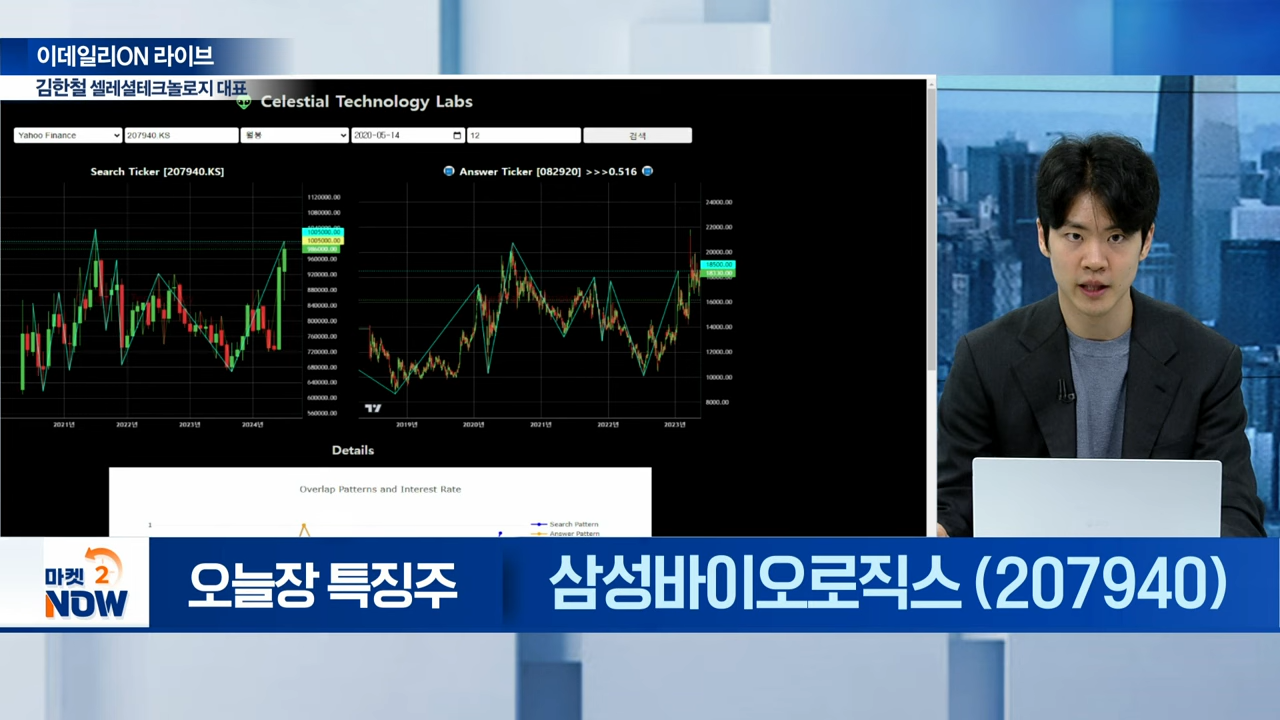 이데일리ON 라이브
김한철 셀레셜테크놀로지 대표
Celestial Technology Labs
Yahoo Finance 207940.KS 월봉 2020-05-14 12 검색
Search Ticker [207940.KS]
Answer Ticker [082920] >>>0.516
1120000.00
1080000.00
1005000.00
1005000.00
986000.00
960000.00
920000.00
880000.00
840000.00
800000.00
760000.00
720000.00
680000.00
640000.00
600000.00
560000.00
2021년 2022년 2023년 2024년
24000.00
22000.00
20000.00
18500.00
18330.00
16000.00
14000.00
12000.00
10000.00
8000.00
2019년 2020년 2021년 2022년 2023년
Details
Overlap Patterns and Interest Rate
1
Search Pattern
Answer Pattern
마켓 2
NOW
오늘장 특징주
삼성바이오로직스 (207940)